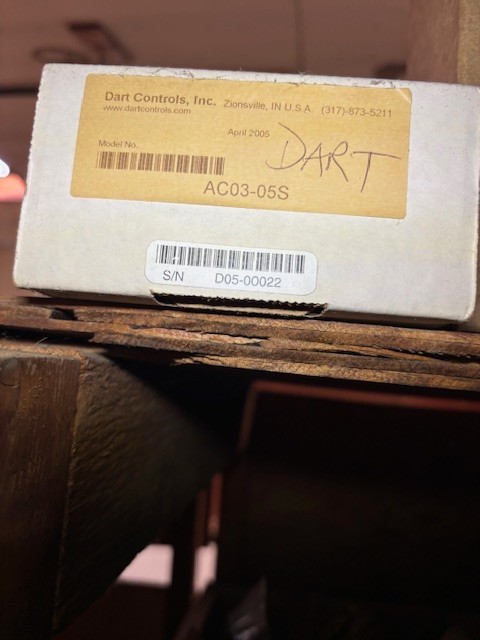 Dart Controls, Inc. Zionsville, IN U.S.A. (317)-873-5211
www.dartcontrols.com
April 2005
DART
Model No.
AC03-05S
S/N D05-00022